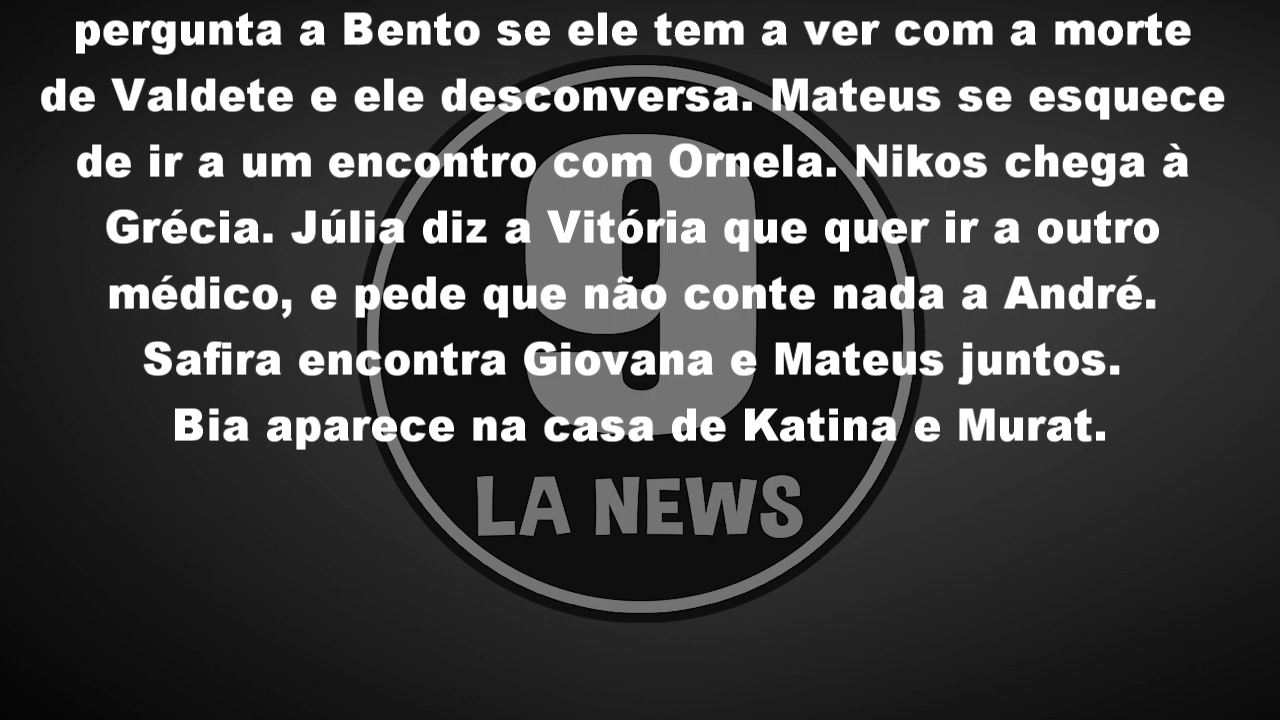 pergunta a Bento se ele tem a ver com a morte
de Valdete e ele desconversa. Mateus se esquece
de ir a um encontro com Ornela. Nikos chega à
Grécia. Júlia diz a Vitória que quer ir a outro
médico, e pede que não conte nada a André.
Safira encontra Giovana e Mateus juntos.
Bia aparece na casa de Katina e Murat.
9
LA NEWS